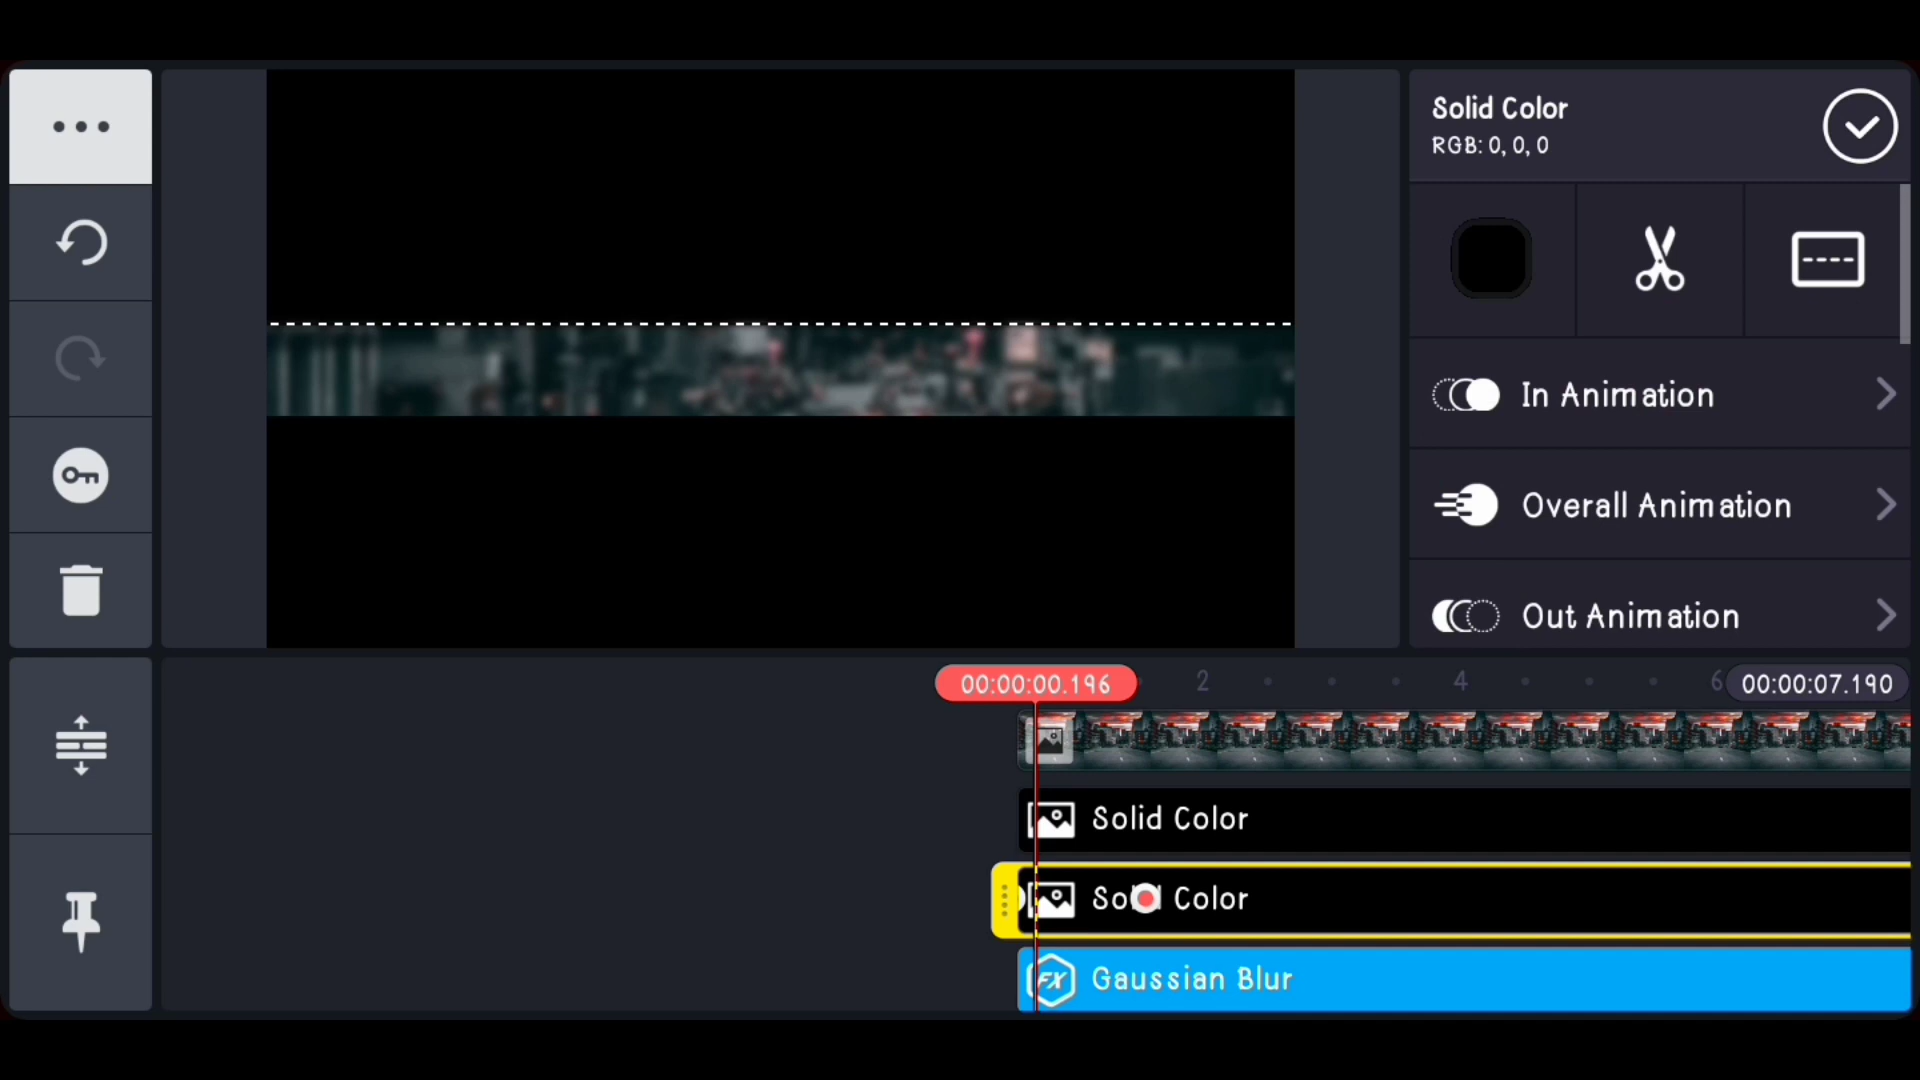 Solid Color
RGB: 0, 0, 0
In Animation
Overall Animation
Out Animation
00:00:00.196
2
4
6
00:00:07.190
Solid Color
Solid Color
FX
Gaussian Blur